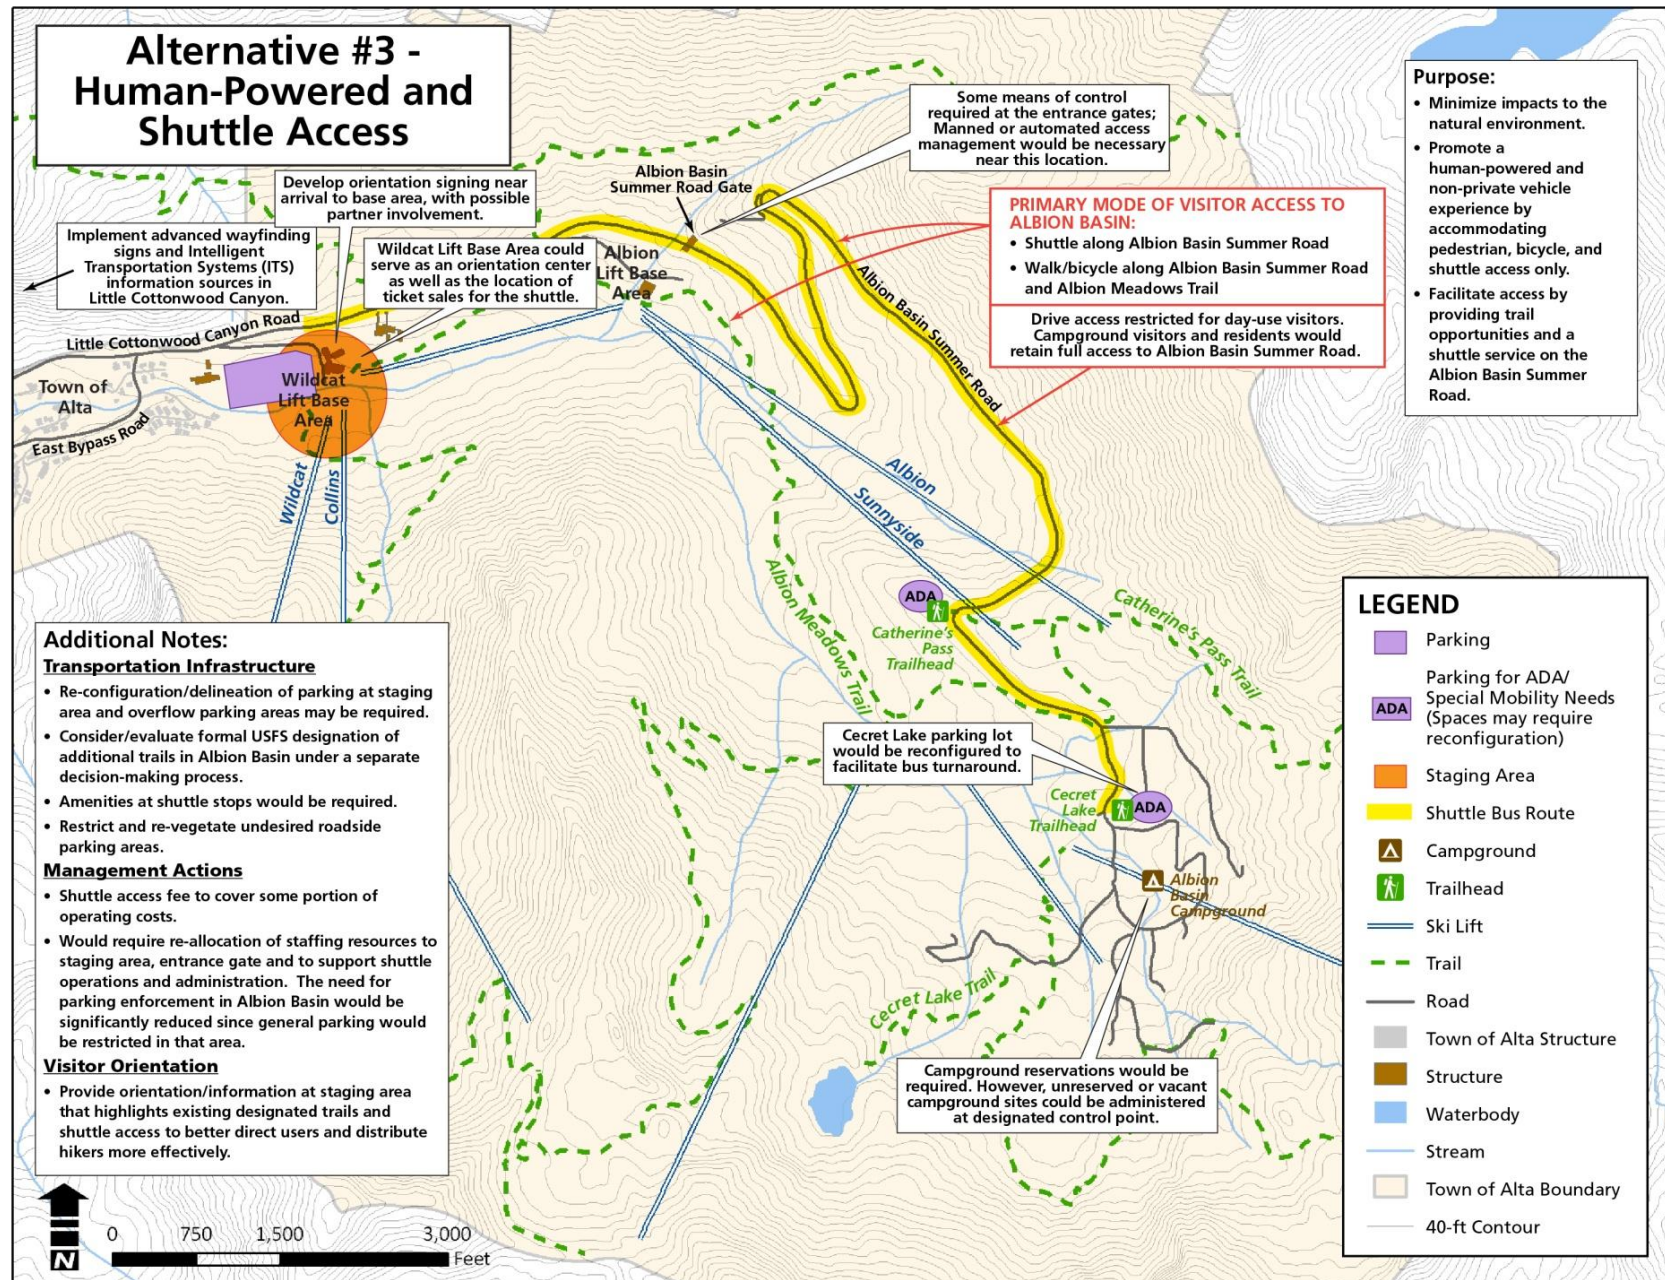 Alternative #3 -
Human-Powered and
Shuttle Access
Purpose:
• Minimize impacts to the
natural environment.
• Promote a
human-powered and
non-private vehicle
experience by
accommodating
pedestrian, bicycle, and
shuttle access only.
• Facilitate access by
providing trail
opportunities and a
shuttle service on the
Albion Basin Summer
Road.
Some means of control
required at the entrance gates;
Manned or automated access
management would be necessary
near this location.
Albion Basin
Summer Road Gate
Develop orientation signing near
arrival to base area, with possible
partner involvement.
Implement advanced wayfinding
signs and Intelligent
Transportation Systems (ITS)
information sources in
Little Cottonwood Canyon.
Wildcat Lift Base Area could
serve as an orientation center
as well as the location of
ticket sales for the shuttle.
Albion
Lift Base
Area
PRIMARY MODE OF VISITOR ACCESS TO
ALBION BASIN:
• Shuttle along Albion Basin Summer Road
• Walk/bicycle along Albion Basin Summer Road
and Albion Meadows Trail
Drive access restricted for day-use visitors.
Campground visitors and residents would
retain full access to Albion Basin Summer Road.
Little Cottonwood Canyon Road
Town of
Alta
East Bypass Road
Wildcat
Lift Base
Area
Wildcat
Collins
Albion Basin Summer Road
Albion
Sunnyside
Albion Meadows Trail
ADA
Catherine's
Pass
Trailhead
Catherine's Pass Trail
Cecret Lake parking lot
would be reconfigured to
facilitate bus turnaround.
Cecret
Lake
Trailhead
ADA
Albion
Basin
Campground
Cecret Lake Trail
Campground reservations would be
required. However, unreserved or vacant
campground sites could be administered
at designated control point.
Additional Notes:
Transportation Infrastructure
• Re-configuration/delineation of parking at staging
area and overflow parking areas may be required.
• Consider/evaluate formal USFS designation of
additional trails in Albion Basin under a separate
decision-making process.
• Amenities at shuttle stops would be required.
• Restrict and re-vegetate undesired roadside
parking areas.
Management Actions
• Shuttle access fee to cover some portion of
operating costs.
• Would require re-allocation of staffing resources to
staging area, entrance gate and to support shuttle
operations and administration. The need for
parking enforcement in Albion Basin would be
significantly reduced since general parking would
be restricted in that area.
Visitor Orientation
• Provide orientation/information at staging area
that highlights existing designated trails and
shuttle access to better direct users and distribute
hikers more effectively.
N
0 750 1,500 3,000
Feet
LEGEND
Parking
Parking for ADA/
ADA Special Mobility Needs
(Spaces may require
reconfiguration)
Staging Area
Shuttle Bus Route
Campground
Trailhead
Ski Lift
Trail
Road
Town of Alta Structure
Structure
Waterbody
Stream
Town of Alta Boundary
40-ft Contour